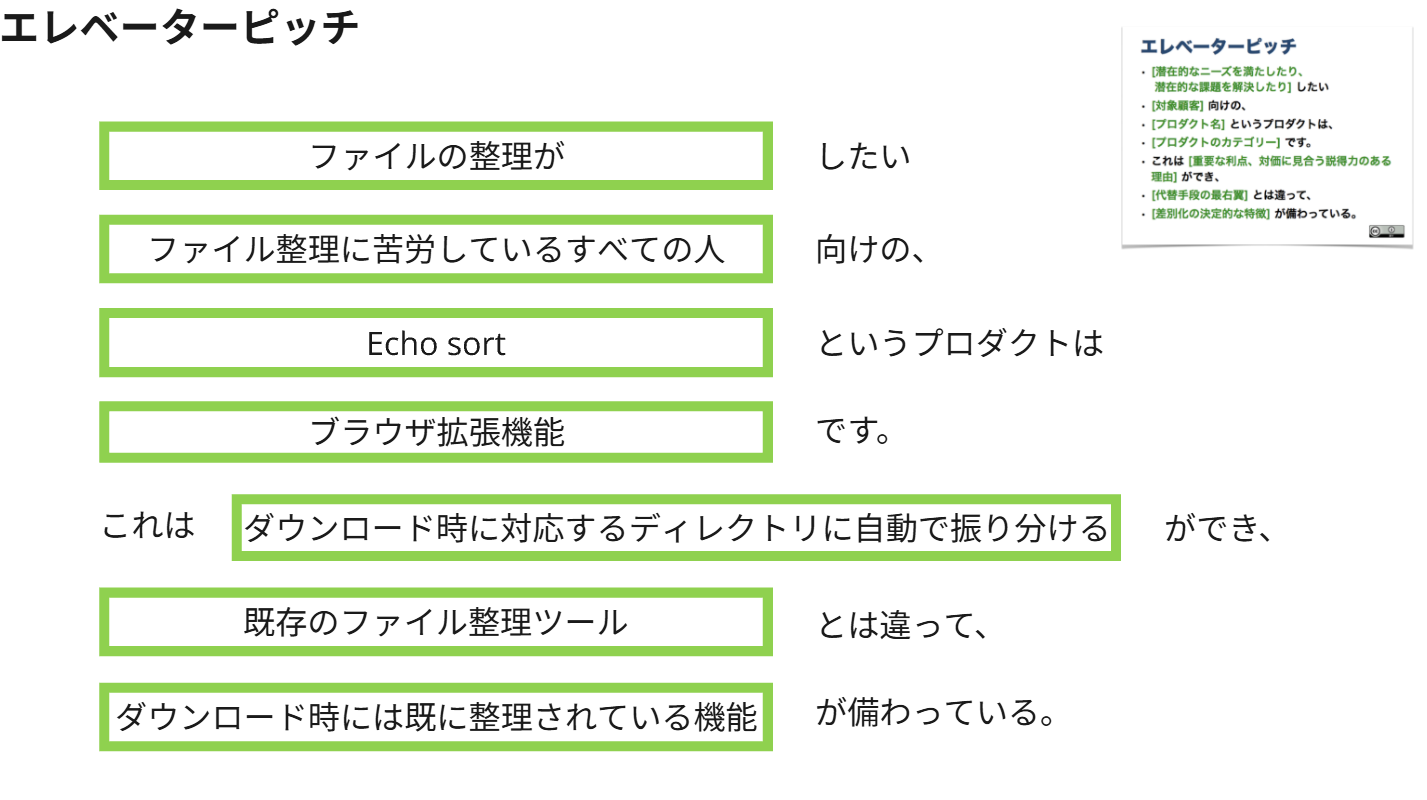 エレベーターピッチ
ファイルの整理が したい
ファイル整理に苦労しているすべての人 向けの、
Echo sort というプロダクトは
ブラウザ拡張機能 です。
これは ダウンロード時に対応するディレクトリに自動で振り分ける ができ、
既存のファイル整理ツール とは違って、
ダウンロード時には既に整理されている機能 が備わっている。
エレベーターピッチ
・[潜在的なニーズを満たしたり、
潜在的な課題を解決したり] したい
・[対象顧客] 向けの、
・[プロダクト名] というプロダクトは、
・[プロダクトのカテゴリー] です。
・これは [重要な利点、対価に見合う説得力のある
理由] ができ、
・[代替手段の最右翼] とは違って、
・[差別化の決定的な特徴] が備わっている。